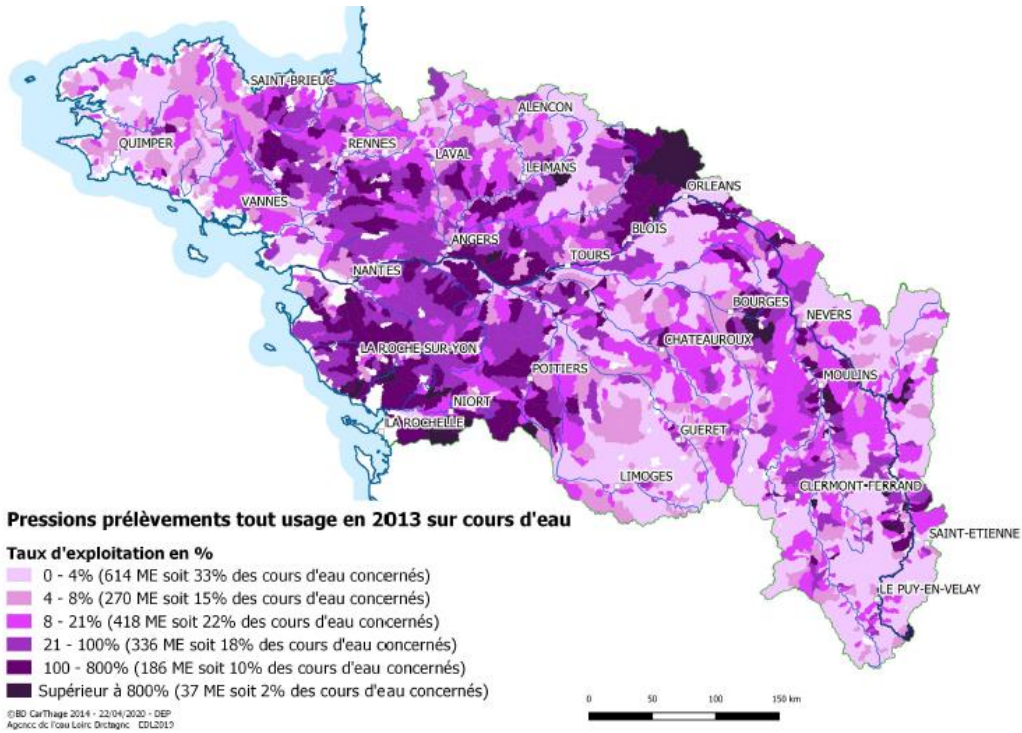 SAINT-BRIEUC
ALENCON
QUIMPER
RENNES
LAVAL
LE MANS
ORLEANS
VANNES
BLOIS
ANGERS
TOURS
NANTES
BOURGES
NEVERS
CHATEAUROUX
LA ROCHE-SUR-YON
POITIERS
MOULINS
NIORT
LA ROCHELLE
GUERET
LIMOGES
CLERMONT-FERRAND
Pressions prélèvements tout usage en 2013 sur cours d'eau
SAINT-ETIENNE
Taux d'exploitation en %
0 - 4% (614 ME soit 33% des cours d'eau concernés)
4 - 8% (270 ME soit 15% des cours d'eau concernés)
LE PUY-EN-VELAY
8 - 21% (418 ME soit 22% des cours d'eau concernés)
21 - 100% (336 ME soit 18% des cours d'eau concernés)
100 - 800% (186 ME soit 10% des cours d'eau concernés)
Supérieur à 800% (37 ME soit 2% des cours d'eau concernés)
0 50 100 150 km
©BD CarThage 2014 - 22/04/2020 - DEP
Agence de l'eau Loire Bretagne EDL2019